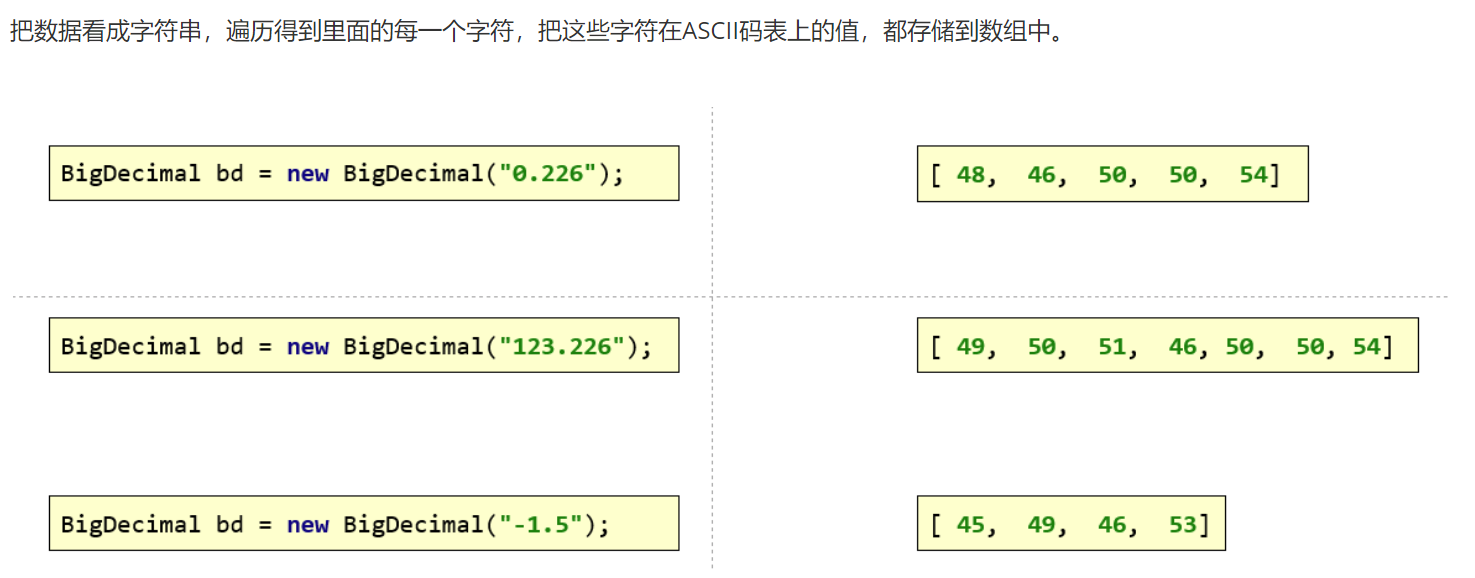 把数据看成字符串，遍历得到里面的每一个字符，把这些字符在ASCII码表上的值，都存储到数组中。
BigDecimal bd = new BigDecimal("0.226");
[ 48, 46, 50, 50, 54]
BigDecimal bd = new BigDecimal("123.226");
[ 49, 50, 51, 46, 50, 50, 54]
BigDecimal bd = new BigDecimal("-1.5");
[ 45, 49, 46, 53]